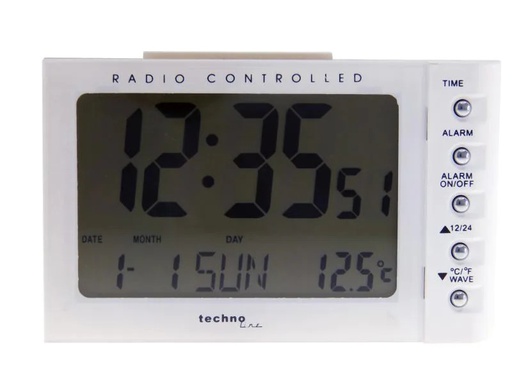 RADIO CONTROLLED
12:35 51
DATE MONTH DAY
1- 1 SUN 12.5°C
techno line
TIME
ALARM
ALARM
ON/OFF
▲12/24
°C/°F
▼ WAVE